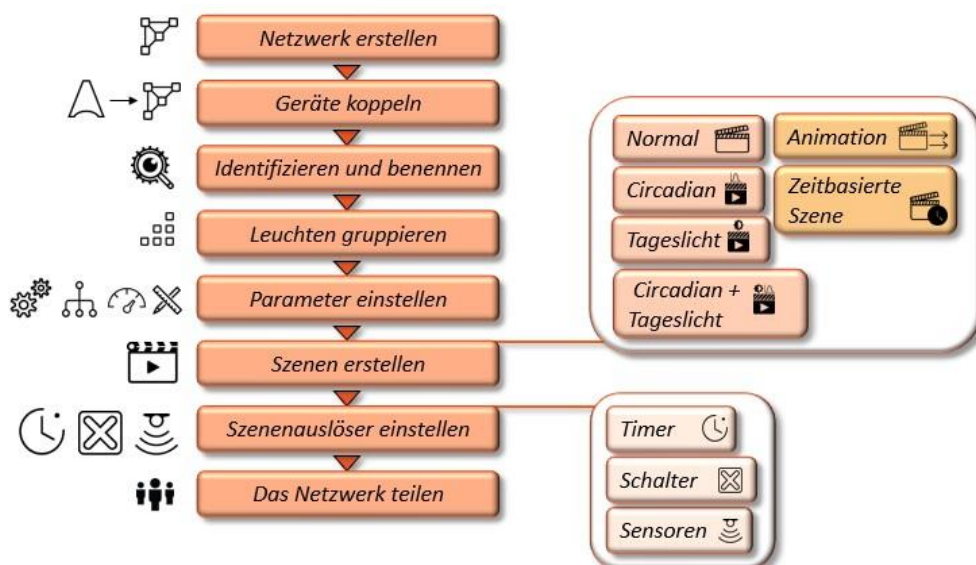 Netzwerk erstellen
Geräte koppeln
Identifizieren und benennen
Leuchten gruppieren
Parameter einstellen
Szenen erstellen
Szenenauslöser einstellen
Das Netzwerk teilen
Normal
Animation
Circadian
Zeitbasierte
Szene
Tageslicht
Circadian +
Tageslicht
Timer
Schalter
Sensoren